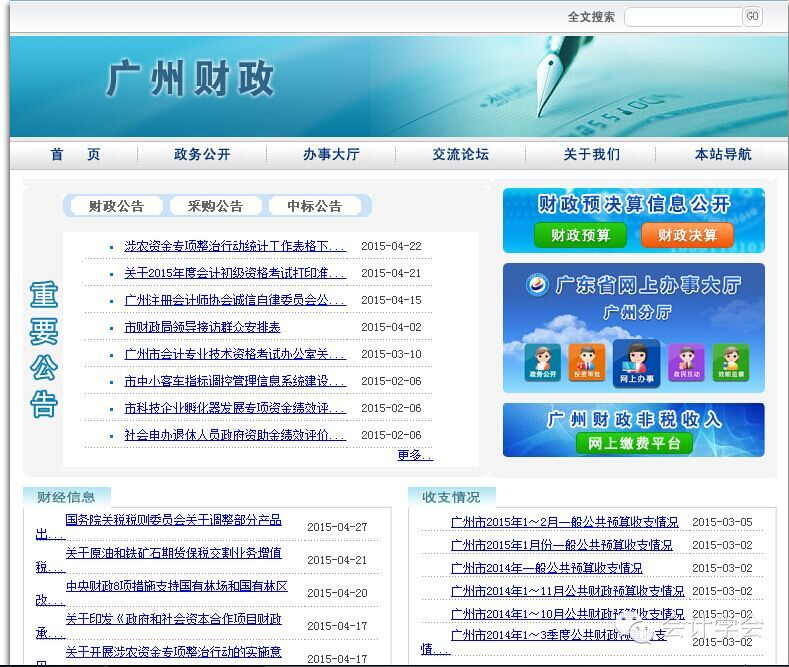 全文搜索 GO
广州财政
首 页 政务公开 办事大厅 交流论坛 关于我们 本站导航
财政公告 采购公告 中标公告
重要公告
涉农资金专项整治行动统计工作表格下... 2015-04-22
关于2015年度会计初级资格考试打印准... 2015-04-21
广州注册会计师协会诚信自律委员会公... 2015-04-15
市财政局领导接访群众安排表 2015-04-02
广州市会计专业技术资格考试办公室关... 2015-03-10
市中小客车指标调控管理信息系统建设... 2015-02-06
市科技企业孵化器发展专项资金绩效评... 2015-02-06
社会申办退休人员政府资助金绩效评价... 2015-02-06
更多..
财政预决算信息公开
财政预算 财政决算
广东省网上办事大厅
广州分厅
政务公开 投资审批 网上办事 政民互动 效能监察
广州财政非税收入
网上缴费平台
财经信息
国务院关税税则委员会关于调整部分产品
出... 2015-04-27
关于原油和铁矿石期货保税交割业务增值
税... 2015-04-21
中央财政8项措施支持国有林场和国有林区
改... 2015-04-20
关于印发《政府和社会资本合作项目财政
承... 2015-04-17
关于开展涉农资金专项整治行动的实施意
2015-04-17
收支情况
广州市2015年1～2月一般公共预算收支情况 2015-03-05
广州市2015年1月份一般公共预算收支情况 2015-03-02
广州市2014年一般公共预算收支情况 2015-03-02
广州市2014年1～11月公共财政预算收支情况 2015-03-02
广州市2014年1～10月公共财政预算收支情况 2015-03-02
广州市2014年1～3季度公共财政预算收支
情... 2015-03-02
会计学会